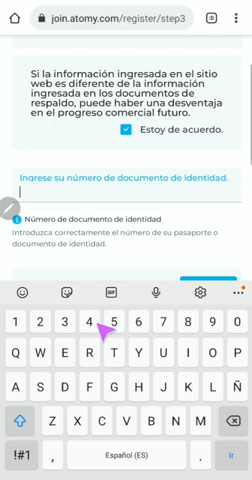 join.atomy.com/register/step3
:D
Si la información ingresada en el sitio
web es diferente de la información
ingresada en los documentos de
respaldo, puede haber una desventaja
en el progreso comercial futuro.
Estoy de acuerdo.
Ingrese su número de documento de identidad.
Número de documento de identidad
Introduzca correctamente el número de su pasaporte o
documento de identidad.
GIF
1 2 3 4 5 6 7 8 9 0
Q W E R T Y U I O P
A S D F G H J K L Ñ
Z X C V B N M
!#1 , Español (ES) . Ir